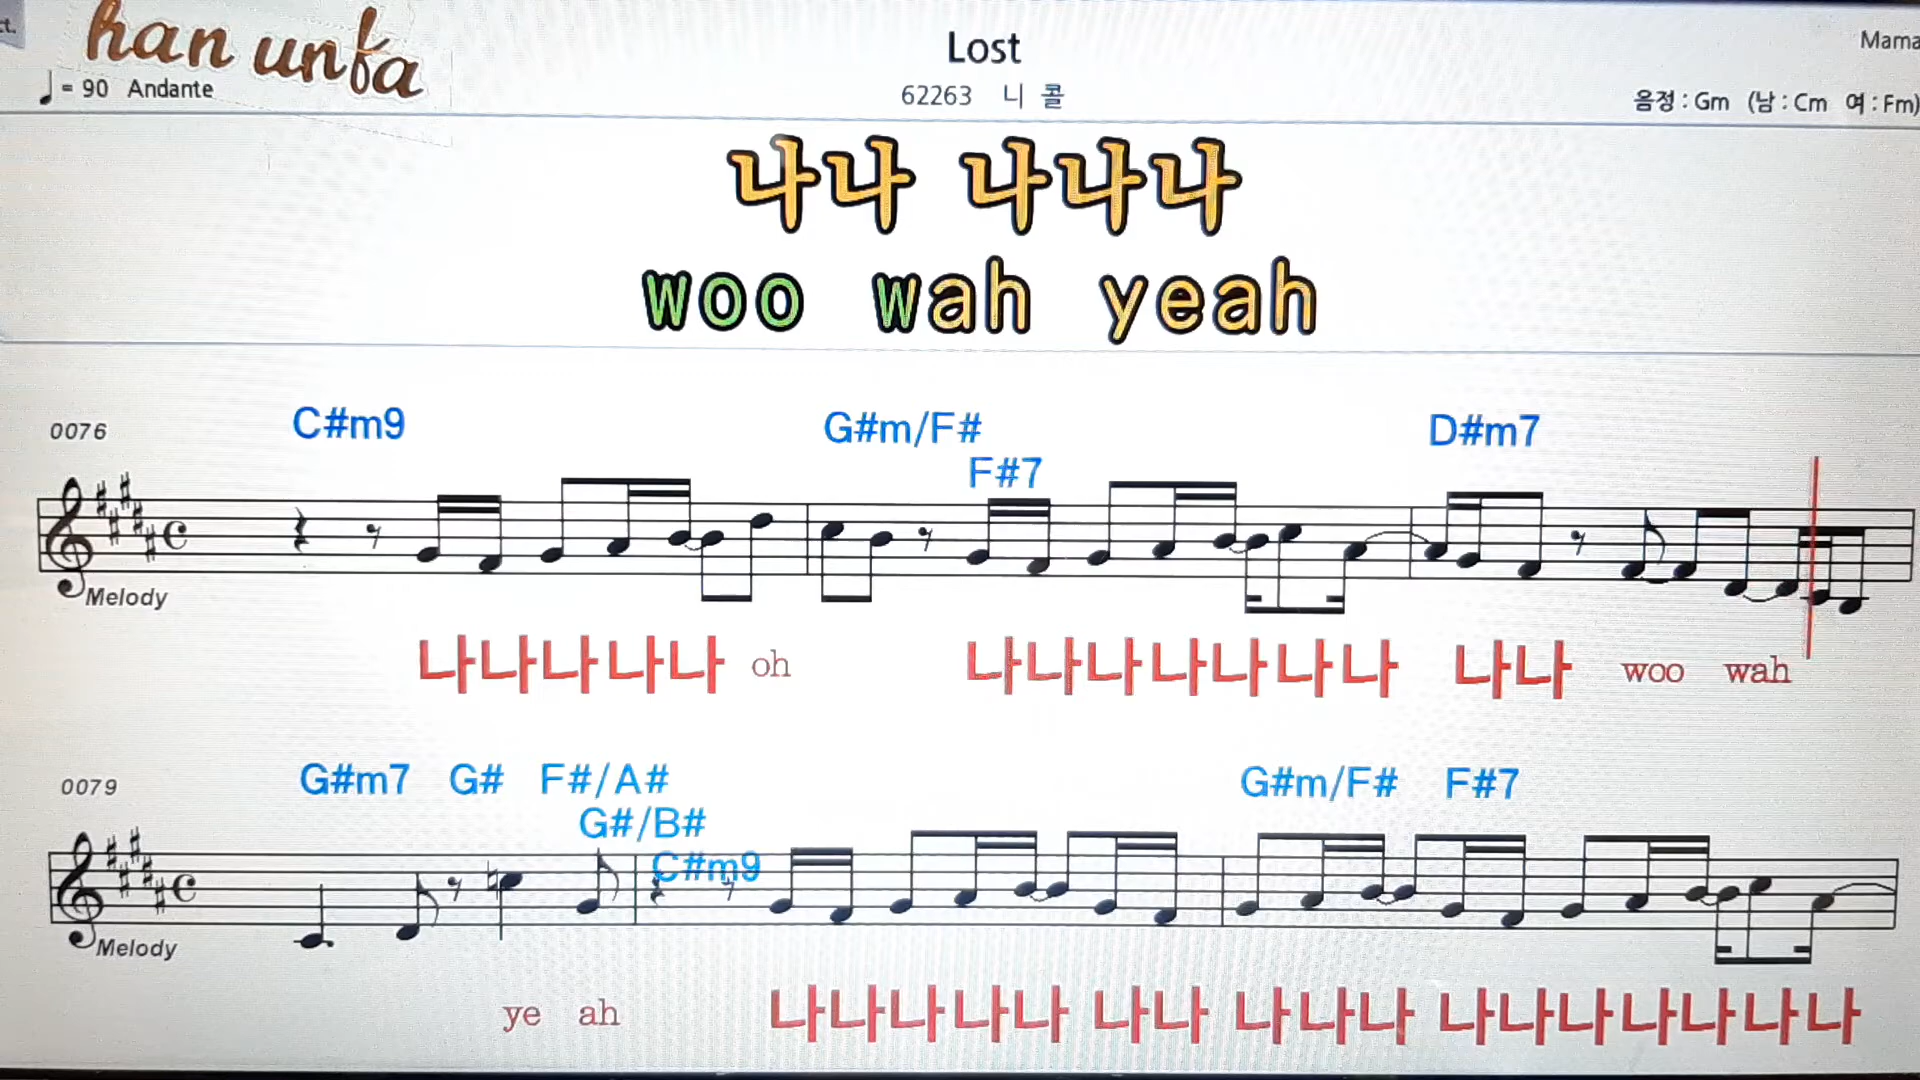 ct.
han unfa
Lost
Mama
= 90 Andante
62263 니 콜
음정 : Gm (남 : Cm 여 : Fm)
나나 나나나
woo wah yeah
0076
C#m9 G#m/F# D#m7
F#7
Melody
나나나나나 oh 나나나나나나나 나나 woo wah
0079
G#m7 G# F#/A# G#m/F# F#7
G#/B#
C#m9
Melody
ye ah 나나나나나 나나 나나나 나나나나나나나